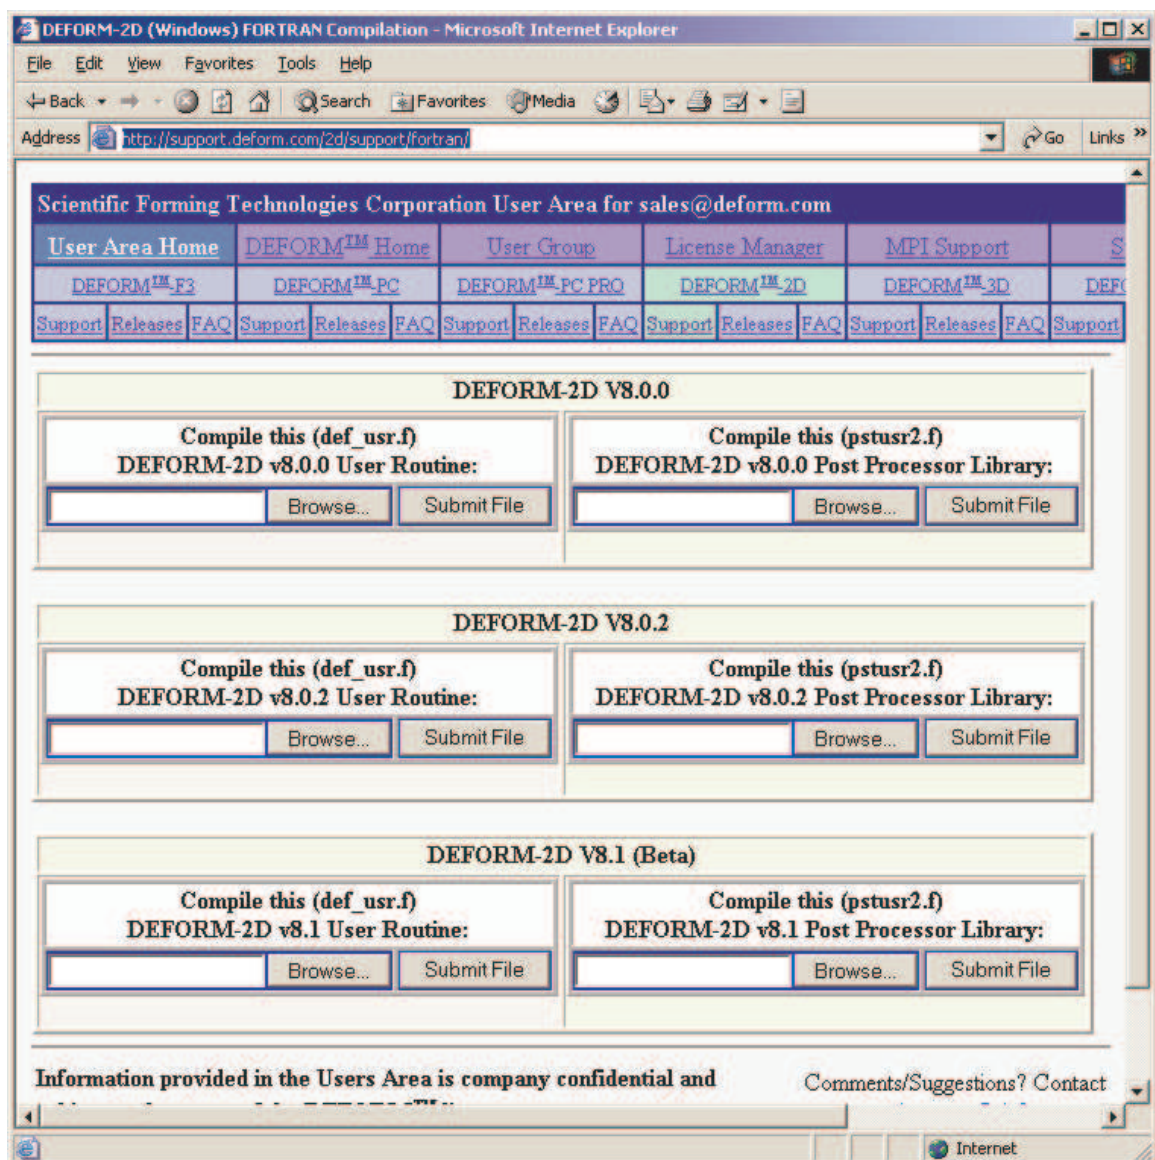 DEFORM-2D (Windows) FORTRAN Compilation - Microsoft Internet Explorer
File Edit View Favorites Tools Help
Back Search Favorites Media
Address http://support.deform.com/2d/support/fortran/ Go Links »
Scientific Forming Technologies Corporation User Area for sales@deform.com
User Area Home DEFORM™ Home User Group License Manager MPI Support S
DEFORM™-F3 DEFORM™-PC DEFORM™-PC PRO DEFORM™-2D DEFORM™-3D DEF
Support Releases FAQ Support Releases FAQ Support Releases FAQ Support Releases FAQ Support Releases FAQ Support
DEFORM-2D V8.0.0
Compile this (def_usr.f) Compile this (pstusr2.f)
DEFORM-2D v8.0.0 User Routine: DEFORM-2D v8.0.0 Post Processor Library:
Browse... Submit File Browse... Submit File
DEFORM-2D V8.0.2
Compile this (def_usr.f) Compile this (pstusr2.f)
DEFORM-2D v8.0.2 User Routine: DEFORM-2D v8.0.2 Post Processor Library:
Browse... Submit File Browse... Submit File
DEFORM-2D V8.1 (Beta)
Compile this (def_usr.f) Compile this (pstusr2.f)
DEFORM-2D v8.1 User Routine: DEFORM-2D v8.1 Post Processor Library:
Browse... Submit File Browse... Submit File
Information provided in the Users Area is company confidential and Comments/Suggestions? Contact
Internet